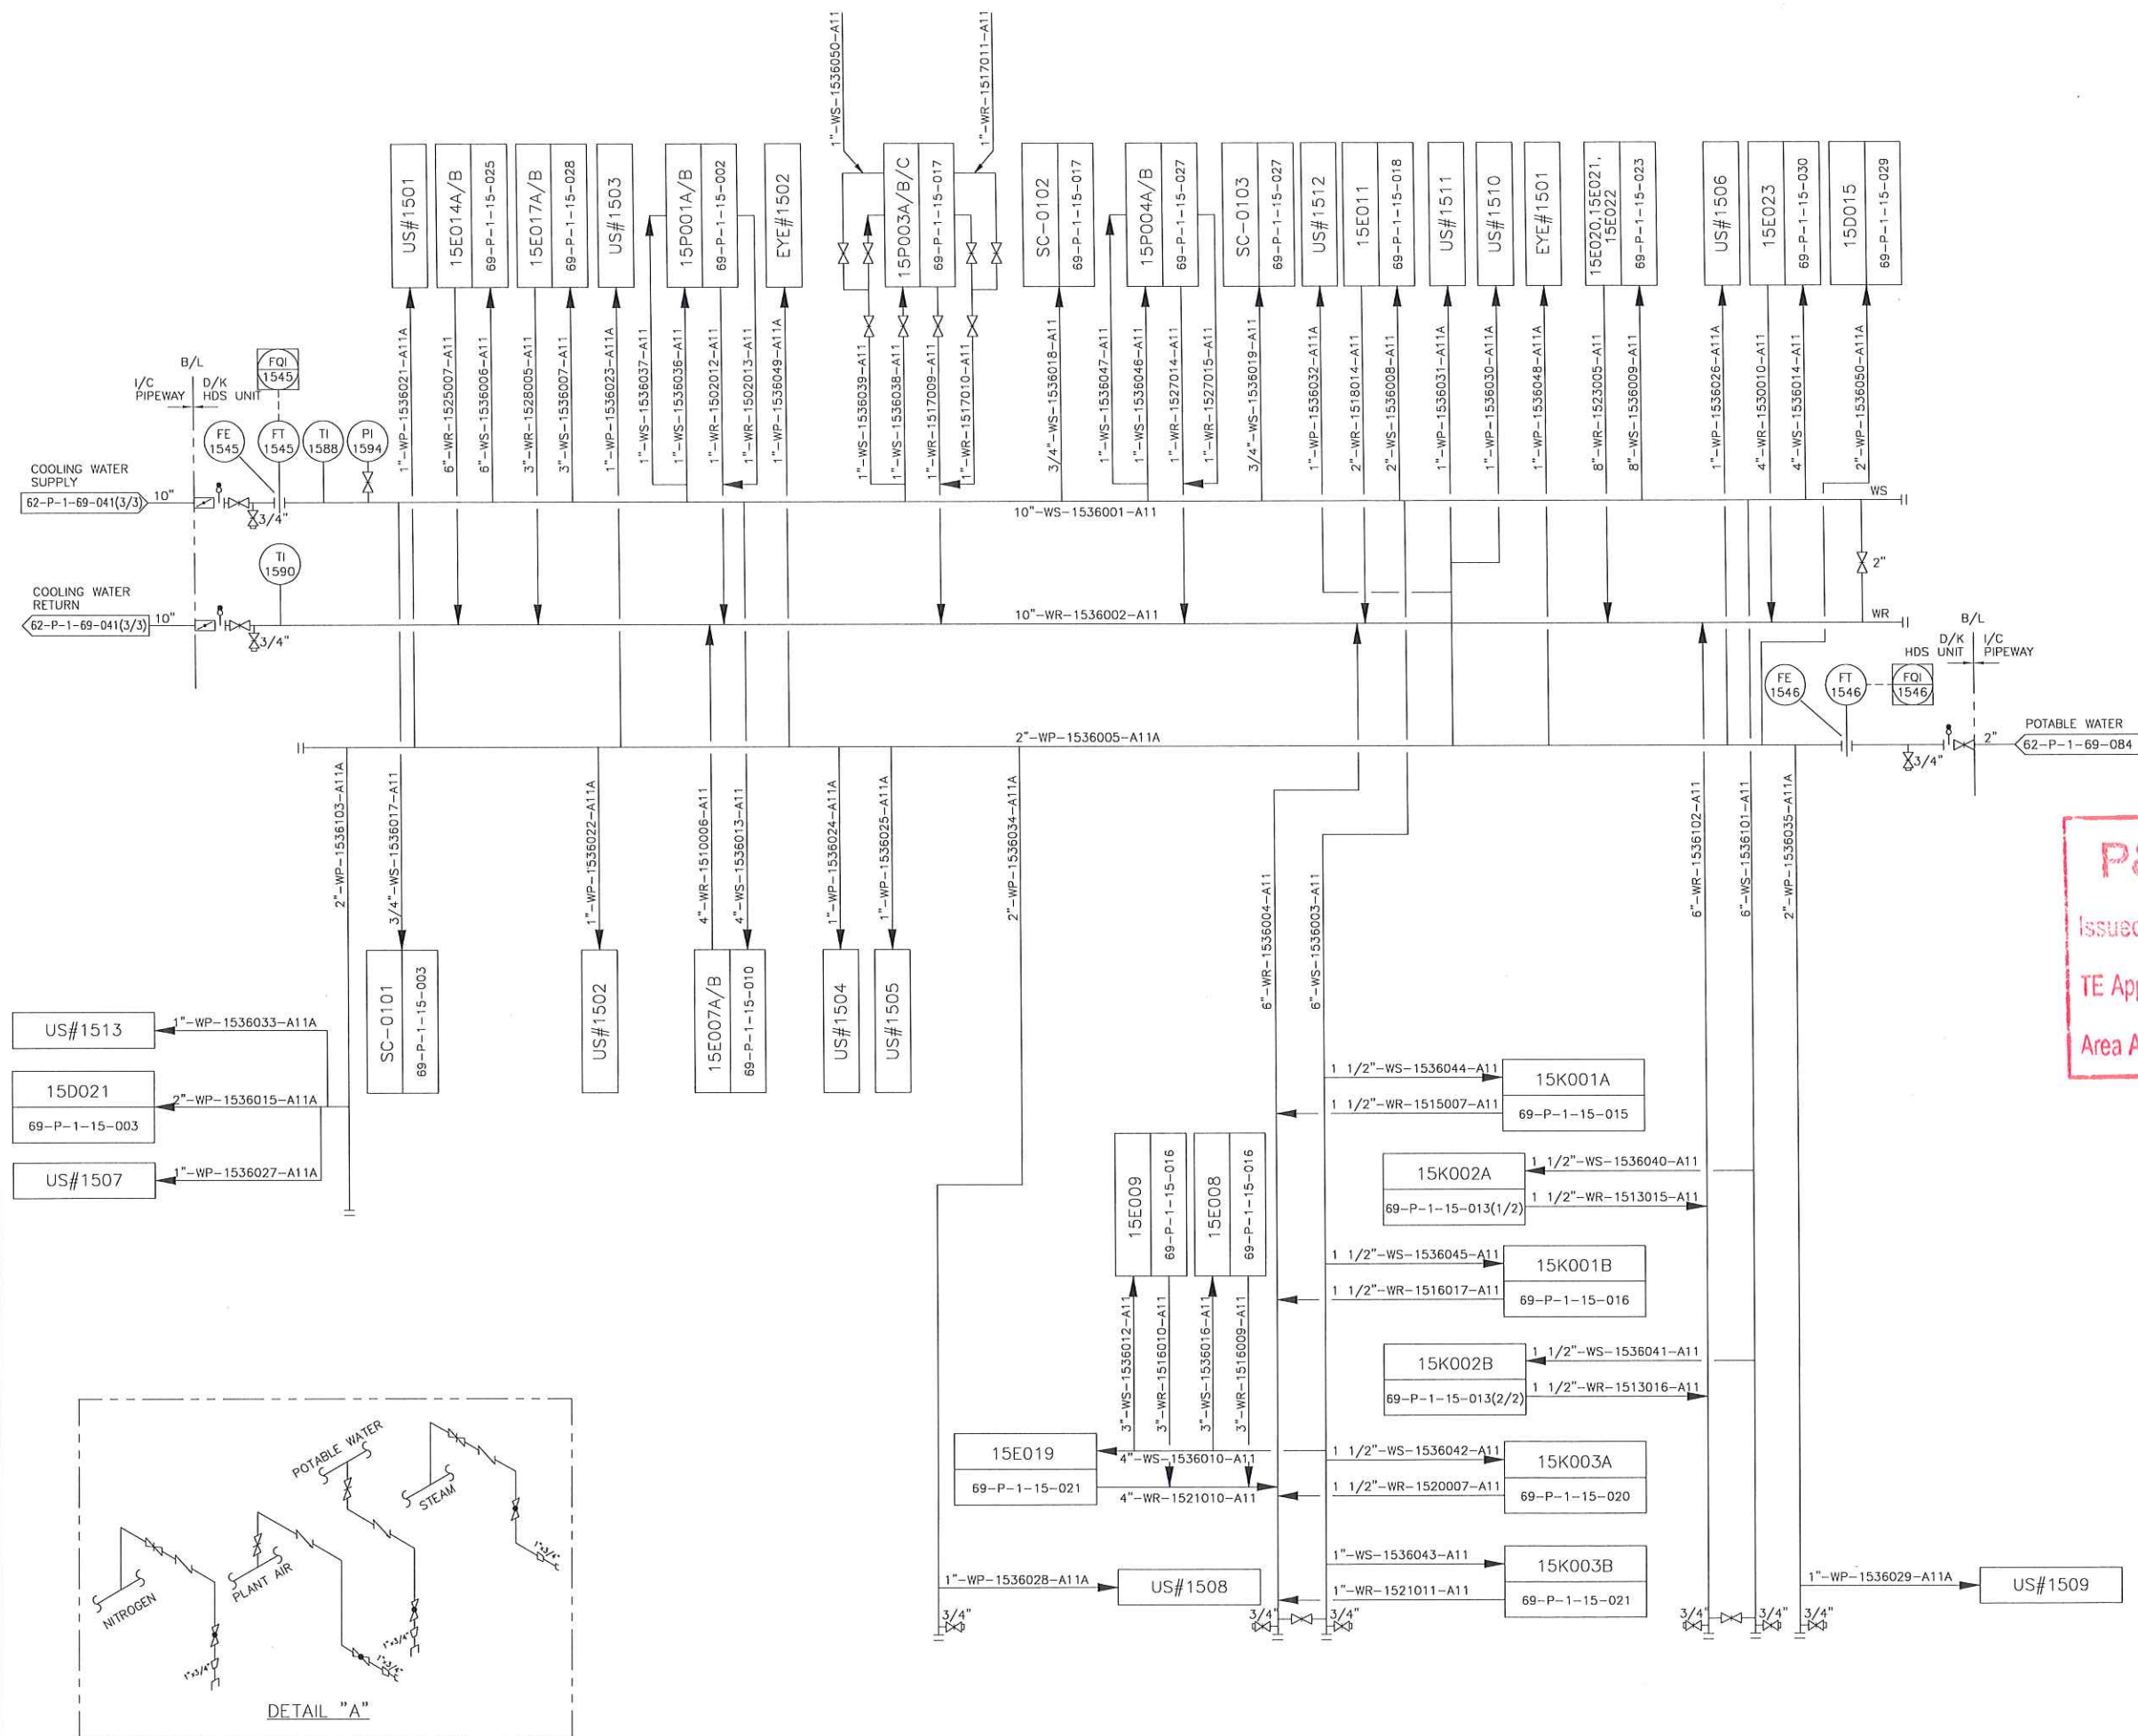 1"-WS-1536050-A11
1"-WR-1517011-A11
US#1501
15E014A/B
69-P-1-15-025
15E017A/B
69-P-1-15-028
US#1503
15P001A/B
69-P-1-15-002
EYE#1502
15P003A/B/C
69-P-1-15-017
SC-0102
69-P-1-15-017
15P004A/B
69-P-1-15-027
SC-0103
69-P-1-15-027
US#1512
15E011
69-P-1-15-018
US#1511
US#1510
EYE#1501
15E020,15E021,
15E022
69-P-1-15-023
US#1506
15E023
69-P-1-15-030
15D015
69-P-1-15-029
1"-WP-1536021-A11A
6"-WR-1525007-A11
6"-WS-1536006-A11
3"-WR-1528005-A11
3"-WS-1536007-A11
1"-WP-1536023-A11A
1"-WS-1536037-A11
1"-WS-1536036-A11
1"-WR-1502012-A11
1"-WR-1502013-A11
1"-WP-1536049-A11A
1"-WS-1536039-A11
1"-WS-1536038-A11
1"-WR-1517009-A11
1"-WR-1517010-A11
3/4"-WS-1536018-A11
1"-WS-1536047-A11
1"-WS-1536046-A11
1"-WR-1527014-A11
1"-WR-1527015-A11
3/4"-WS-1536019-A11
1"-WP-1536032-A11A
2"-WR-1518014-A11
2"-WS-1536008-A11
1"-WP-1536031-A11A
1"-WP-1536030-A11A
1"-WP-1536048-A11A
8"-WR-1523005-A11
8"-WS-1536009-A11
1"-WP-1536026-A11A
4"-WR-1530010-A11
4"-WS-1536014-A11
2"-WP-1536050-A11A
B/L
I/C
PIPEWAY
D/K
HDS UNIT
FQI
1545
FE
1545
FT
1545
TI
1588
PI
1594
COOLING WATER
SUPPLY
62-P-1-69-041(3/3)
10"
3/4"
10"-WS-1536001-A11
WS
TI
1590
2"
COOLING WATER
RETURN
62-P-1-69-041(3/3)
10"
3/4"
10"-WR-1536002-A11
WR
B/L
D/K
HDS UNIT
I/C
PIPEWAY
FE
1546
FT
1546
FQI
1546
2"-WP-1536005-A11A
3/4"
2"
POTABLE WATER
62-P-1-69-084
2"-WP-1536103-A11A
3/4"-WS-1536017-A11
1"-WP-1536022-A11A
4"-WR-1510006-A11
4"-WS-1536013-A11
1"-WP-1536024-A11A
1"-WP-1536025-A11A
2"-WP-1536034-A11A
6"-WR-1536004-A11
6"-WS-1536003-A11
6"-WR-1536102-A11
6"-WS-1536101-A11
2"-WP-1536035-A11A
SC-0101
69-P-1-15-003
US#1502
15E007A/B
69-P-1-15-010
US#1504
US#1505
Issued
TE App
Area A
US#1513
1"-WP-1536033-A11A
15D021
69-P-1-15-003
2"-WP-1536015-A11A
US#1507
1"-WP-1536027-A11A
1 1/2"-WS-1536044-A11
15K001A
1 1/2"-WR-1515007-A11
69-P-1-15-015
15K002A
1 1/2"-WS-1536040-A11
69-P-1-15-013(1/2)
1 1/2"-WR-1513015-A11
15E009
69-P-1-15-016
15E008
69-P-1-15-016
1 1/2"-WS-1536045-A11
15K001B
1 1/2"-WR-1516017-A11
69-P-1-15-016
3"-WS-1536012-A11
3"-WR-1516010-A11
3"-WS-1536016-A11
3"-WR-1516009-A11
15K002B
1 1/2"-WS-1536041-A11
69-P-1-15-013(2/2)
1 1/2"-WR-1513016-A11
15E019
69-P-1-15-021
4"-WS-1536010-A11
4"-WR-1521010-A11
1 1/2"-WS-1536042-A11
15K003A
1 1/2"-WR-1520007-A11
69-P-1-15-020
1"-WS-1536043-A11
15K003B
1"-WR-1521011-A11
69-P-1-15-021
1"-WP-1536028-A11A
US#1508
1"-WP-1536029-A11A
US#1509
3/4"
3/4"
3/4"
3/4"
3/4"
3/4"
POTABLE WATER
STEAM
NITROGEN
PLANT AIR
1"x3/4"
1"x3/4"
1"x3/4"
1"x3/4"
DETAIL "A"